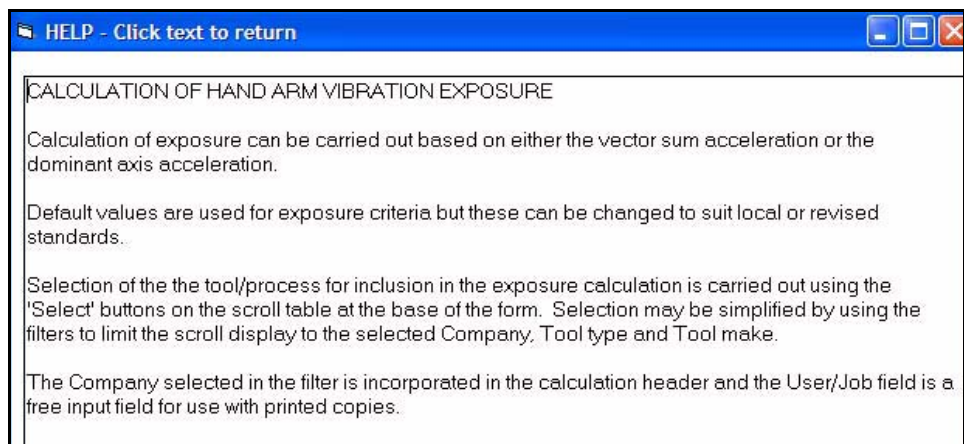 HELP - Click text to return
CALCULATION OF HAND ARM VIBRATION EXPOSURE
Calculation of exposure can be carried out based on either the vector sum acceleration or the
dominant axis acceleration.
Default values are used for exposure criteria but these can be changed to suit local or revised
standards.
Selection of the the tool/process for inclusion in the exposure calculation is carried out using the
'Select' buttons on the scroll table at the base of the form.  Selection may be simplified by using the
filters to limit the scroll display to the selected Company, Tool type and Tool make.
The Company selected in the filter is incorporated in the calculation header and the User/Job field is a
free input field for use with printed copies.